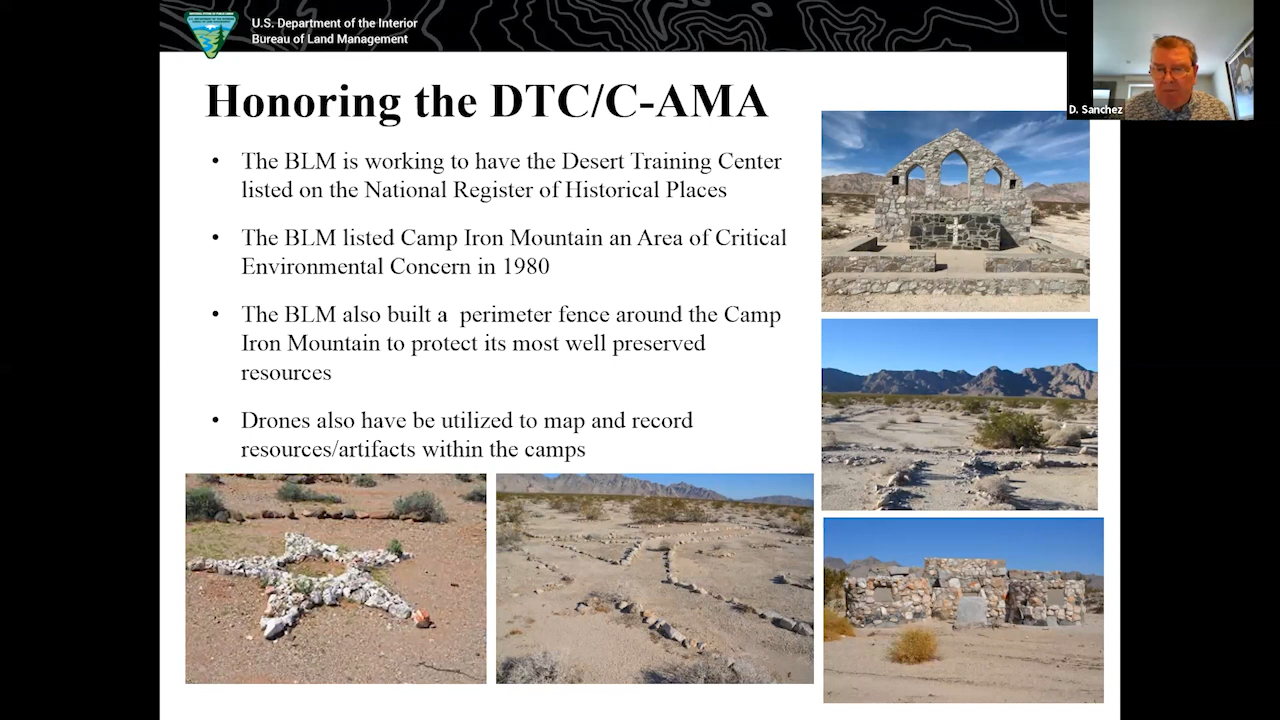 U.S. Department of the Interior
Bureau of Land Management
D. Sanchez
Honoring the DTC/C-AMA
• The BLM is working to have the Desert Training Center
listed on the National Register of Historical Places
• The BLM listed Camp Iron Mountain an Area of Critical
Environmental Concern in 1980
• The BLM also built a  perimeter fence around the Camp
Iron Mountain to protect its most well preserved
resources
• Drones also have be utilized to map and record
resources/artifacts within the camps